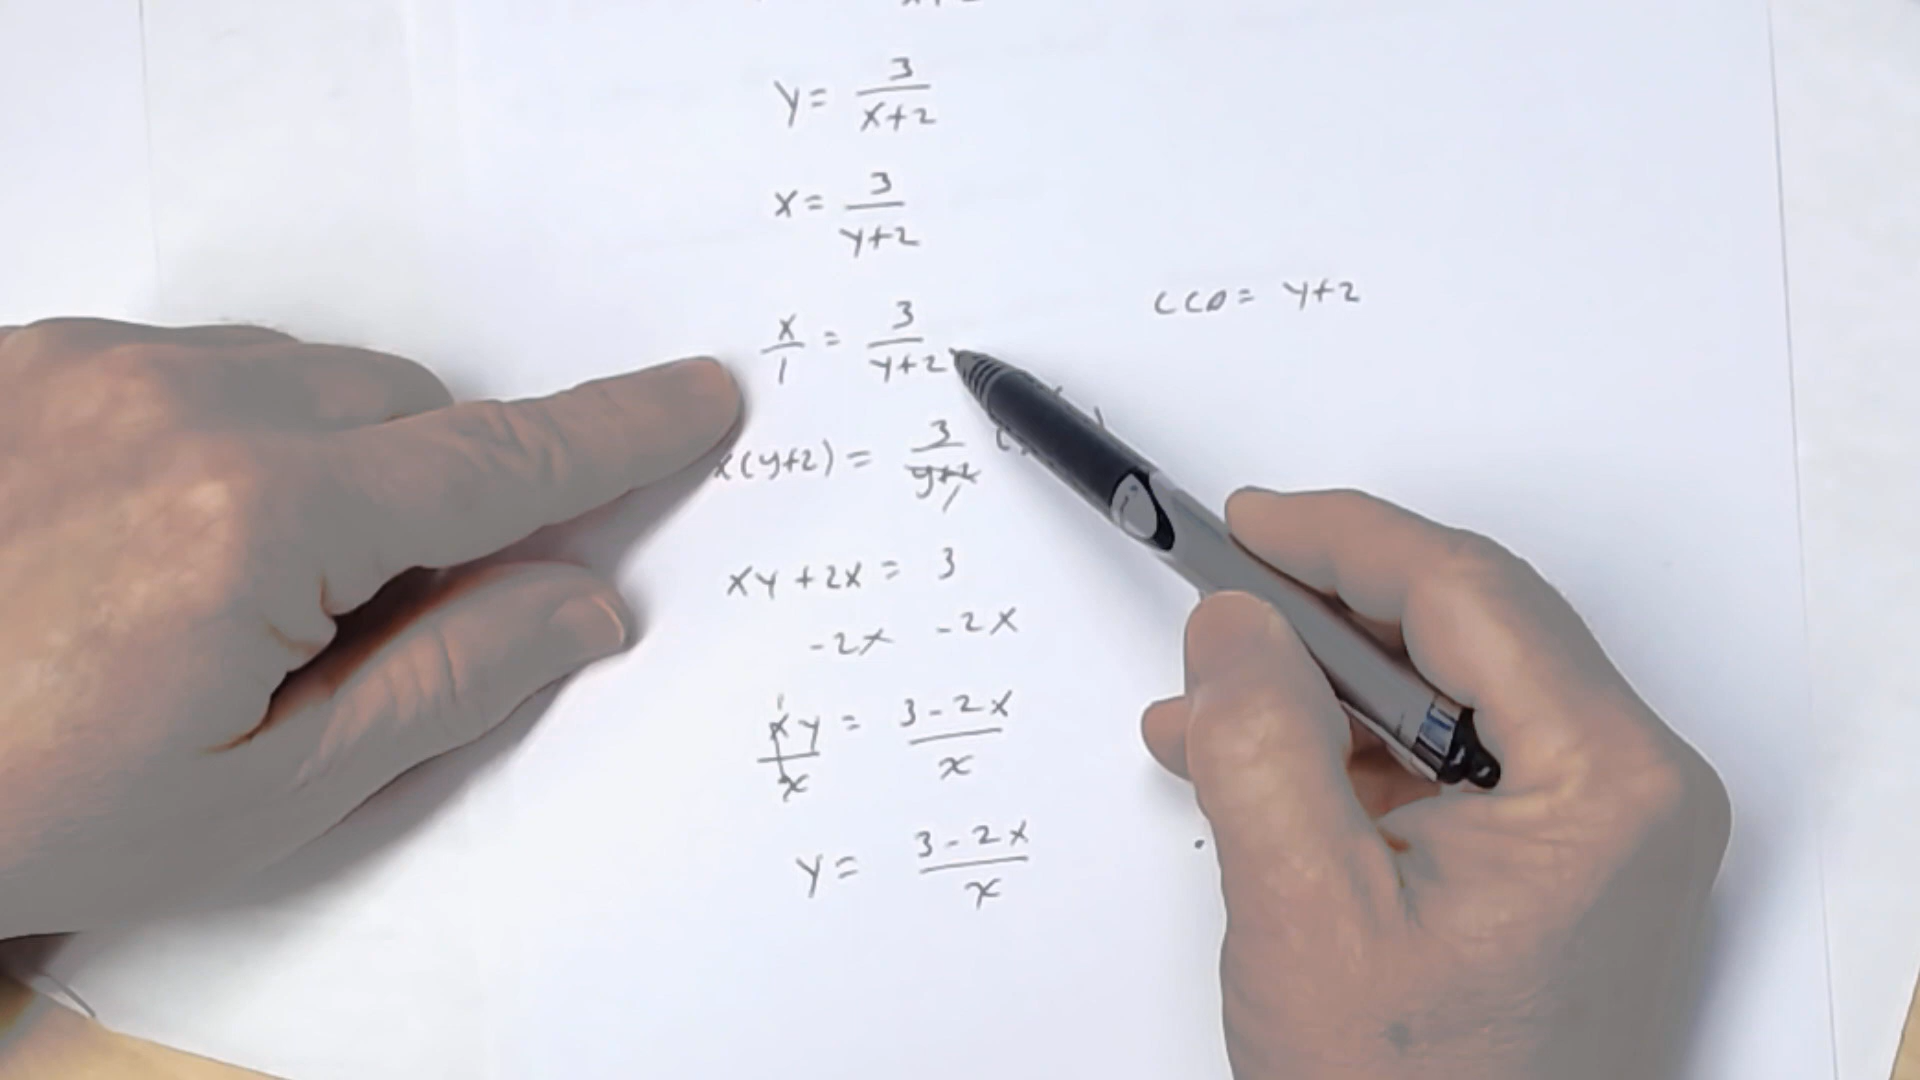 y = 3/(x+2)
x = 3/(y+2)
x/1 = 3/(y+2)
LCD = y+2
x(y+2) = 3/(y+2)
xy + 2x = 3
-2x -2x
xy/x = (3-2x)/x
y = (3-2x)/x